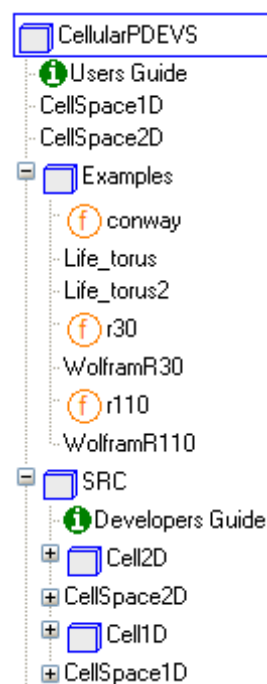 CellularPDEVS
i Users Guide
CellSpace1D
CellSpace2D
Examples
f conway
Life_torus
Life_torus2
f r30
WolframR30
f r110
WolframR110
SRC
i Developers Guide
Cell2D
CellSpace2D
Cell1D
CellSpace1D